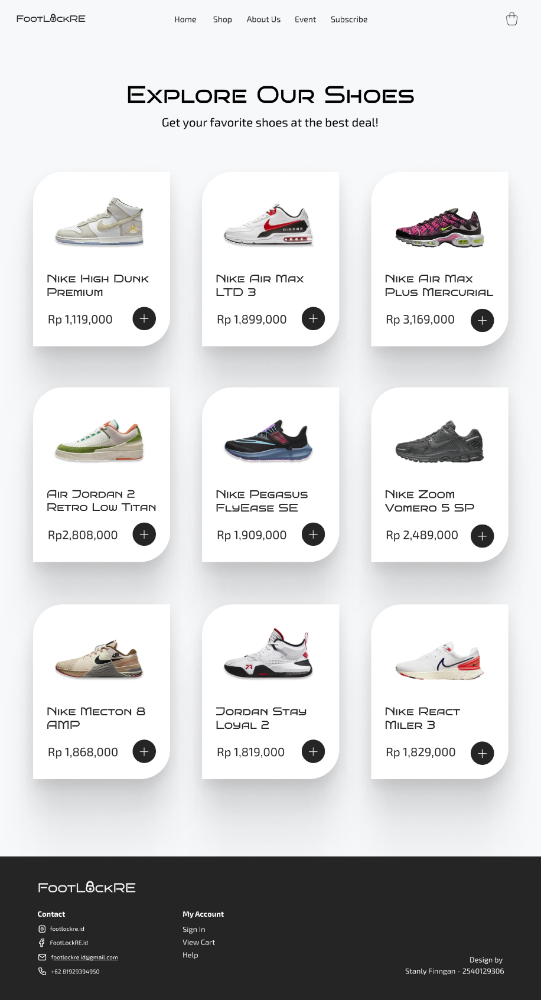 FootLockRE
Home Shop About Us Event Subscribe
Explore Our Shoes
Get your favorite shoes at the best deal!
AIRMAX
Nike High Dunk
Premium
Rp 1,119,000
Nike Air Max
LTD 3
Rp 1,899,000
Nike Air Max
Plus Mercurial
Rp 3,169,000
Air Jordan 2
Retro Low Titan
Rp2,808,000
Nike Pegasus
FlyEase SE
Rp 1,909,000
Nike Zoom
Vomero 5 SP
Rp 2,489,000
23
Nike Mecton 8
AMP
Rp 1,868,000
Jordan Stay
Loyal 2
Rp 1,819,000
Nike React
Miler 3
Rp 1,829,000
FootLockRE
Contact
footlockre.id
FootLockRE.id
footlockre.id@gmail.com
+62 81929394950
My Account
Sign In
View Cart
Help
Design by
Stanly Finngan - 2540129306